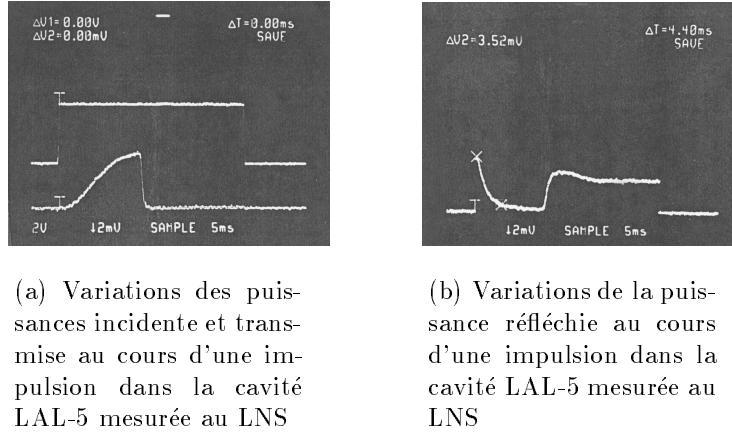 ΔV1=0.00V
ΔV2=0.00mV
ΔT=0.00ms
SAVE
2V
↓2mV
SAMPLE
5ms
(a) Variations des puis-
sances incidente et trans-
mise au cours d'une im-
pulsion dans la cavité
LAL-5 mesurée au LNS
ΔV2=3.52mV
ΔT=4.40ms
SAVE
↓2mV
SAMPLE
5ms
(b) Variations de la puis-
sance réfléchie au cours
d'une impulsion dans la
cavité LAL-5 mesurée au
LNS